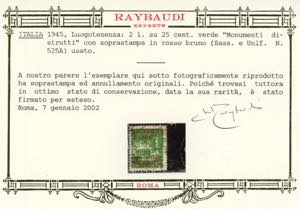 RAYBAUDI
EXPERTS
ITALIA 1945, Luogotenenza: 2 l. su 25 cent. verde "Monumenti di-
strutti" con soprastampa in rosso bruno (Sass. e Unif. N.
525A) usato.
A nostro parere l'esemplare qui sotto fotograficamente riprodotto
ha soprastampa ed annullamento originali. Poiché trovasi tuttora
in ottimo stato di conservazione, data la sua rarità, è stato
firmato per esteso.
Roma, 7 gennaio 2002
ROMA